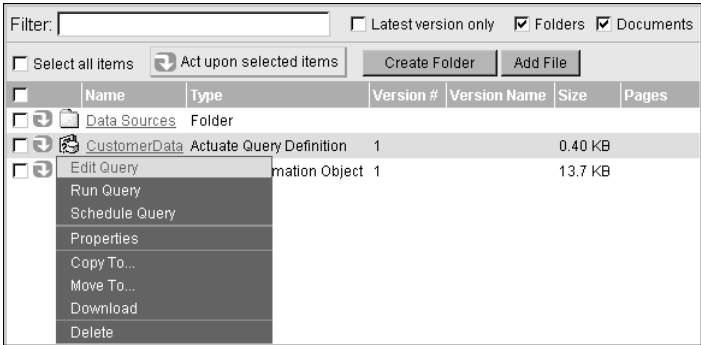 Filter: Latest version only Folders Documents
Select all items Act upon selected items Create Folder Add File
Name Type Version # Version Name Size Pages
Data Sources Folder
CustomerData Actuate Query Definition 1 0.40 KB
Edit Query mation Object 1 13.7 KB
Run Query
Schedule Query
Properties
Copy To...
Move To...
Download
Delete